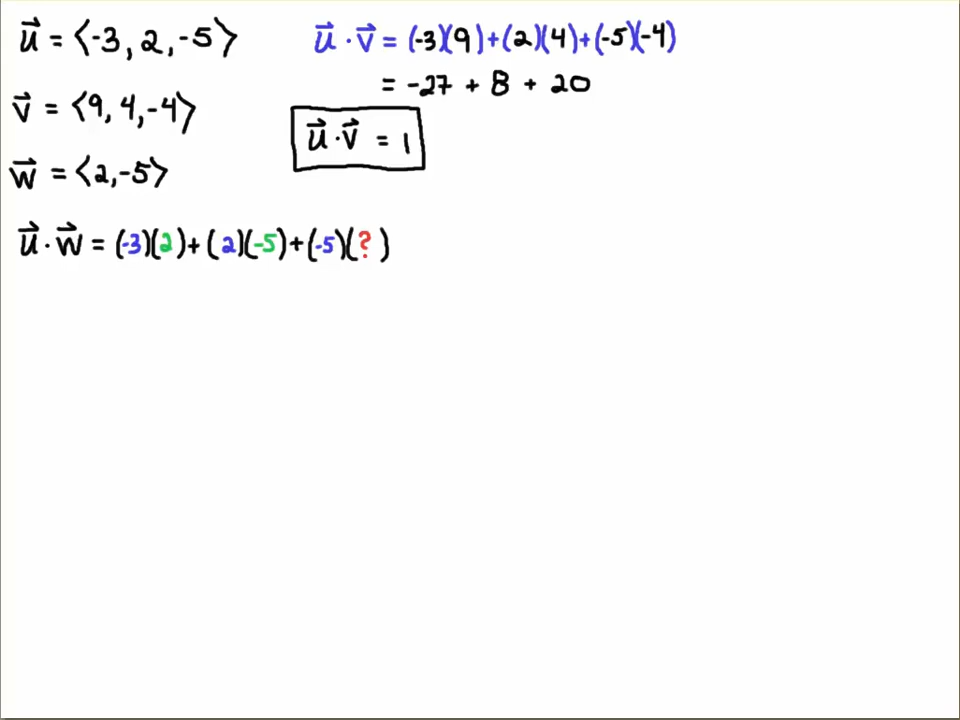 u⃗ = ⟨-3, 2, -5⟩
v⃗ = ⟨9, 4, -4⟩
w⃗ = ⟨2, -5⟩
u⃗ · v⃗ = (-3)(9) + (2)(4) + (-5)(-4)
= -27 + 8 + 20
u⃗ · v⃗ = 1
u⃗ · w⃗ = (-3)(2) + (2)(-5) + (-5)(?)